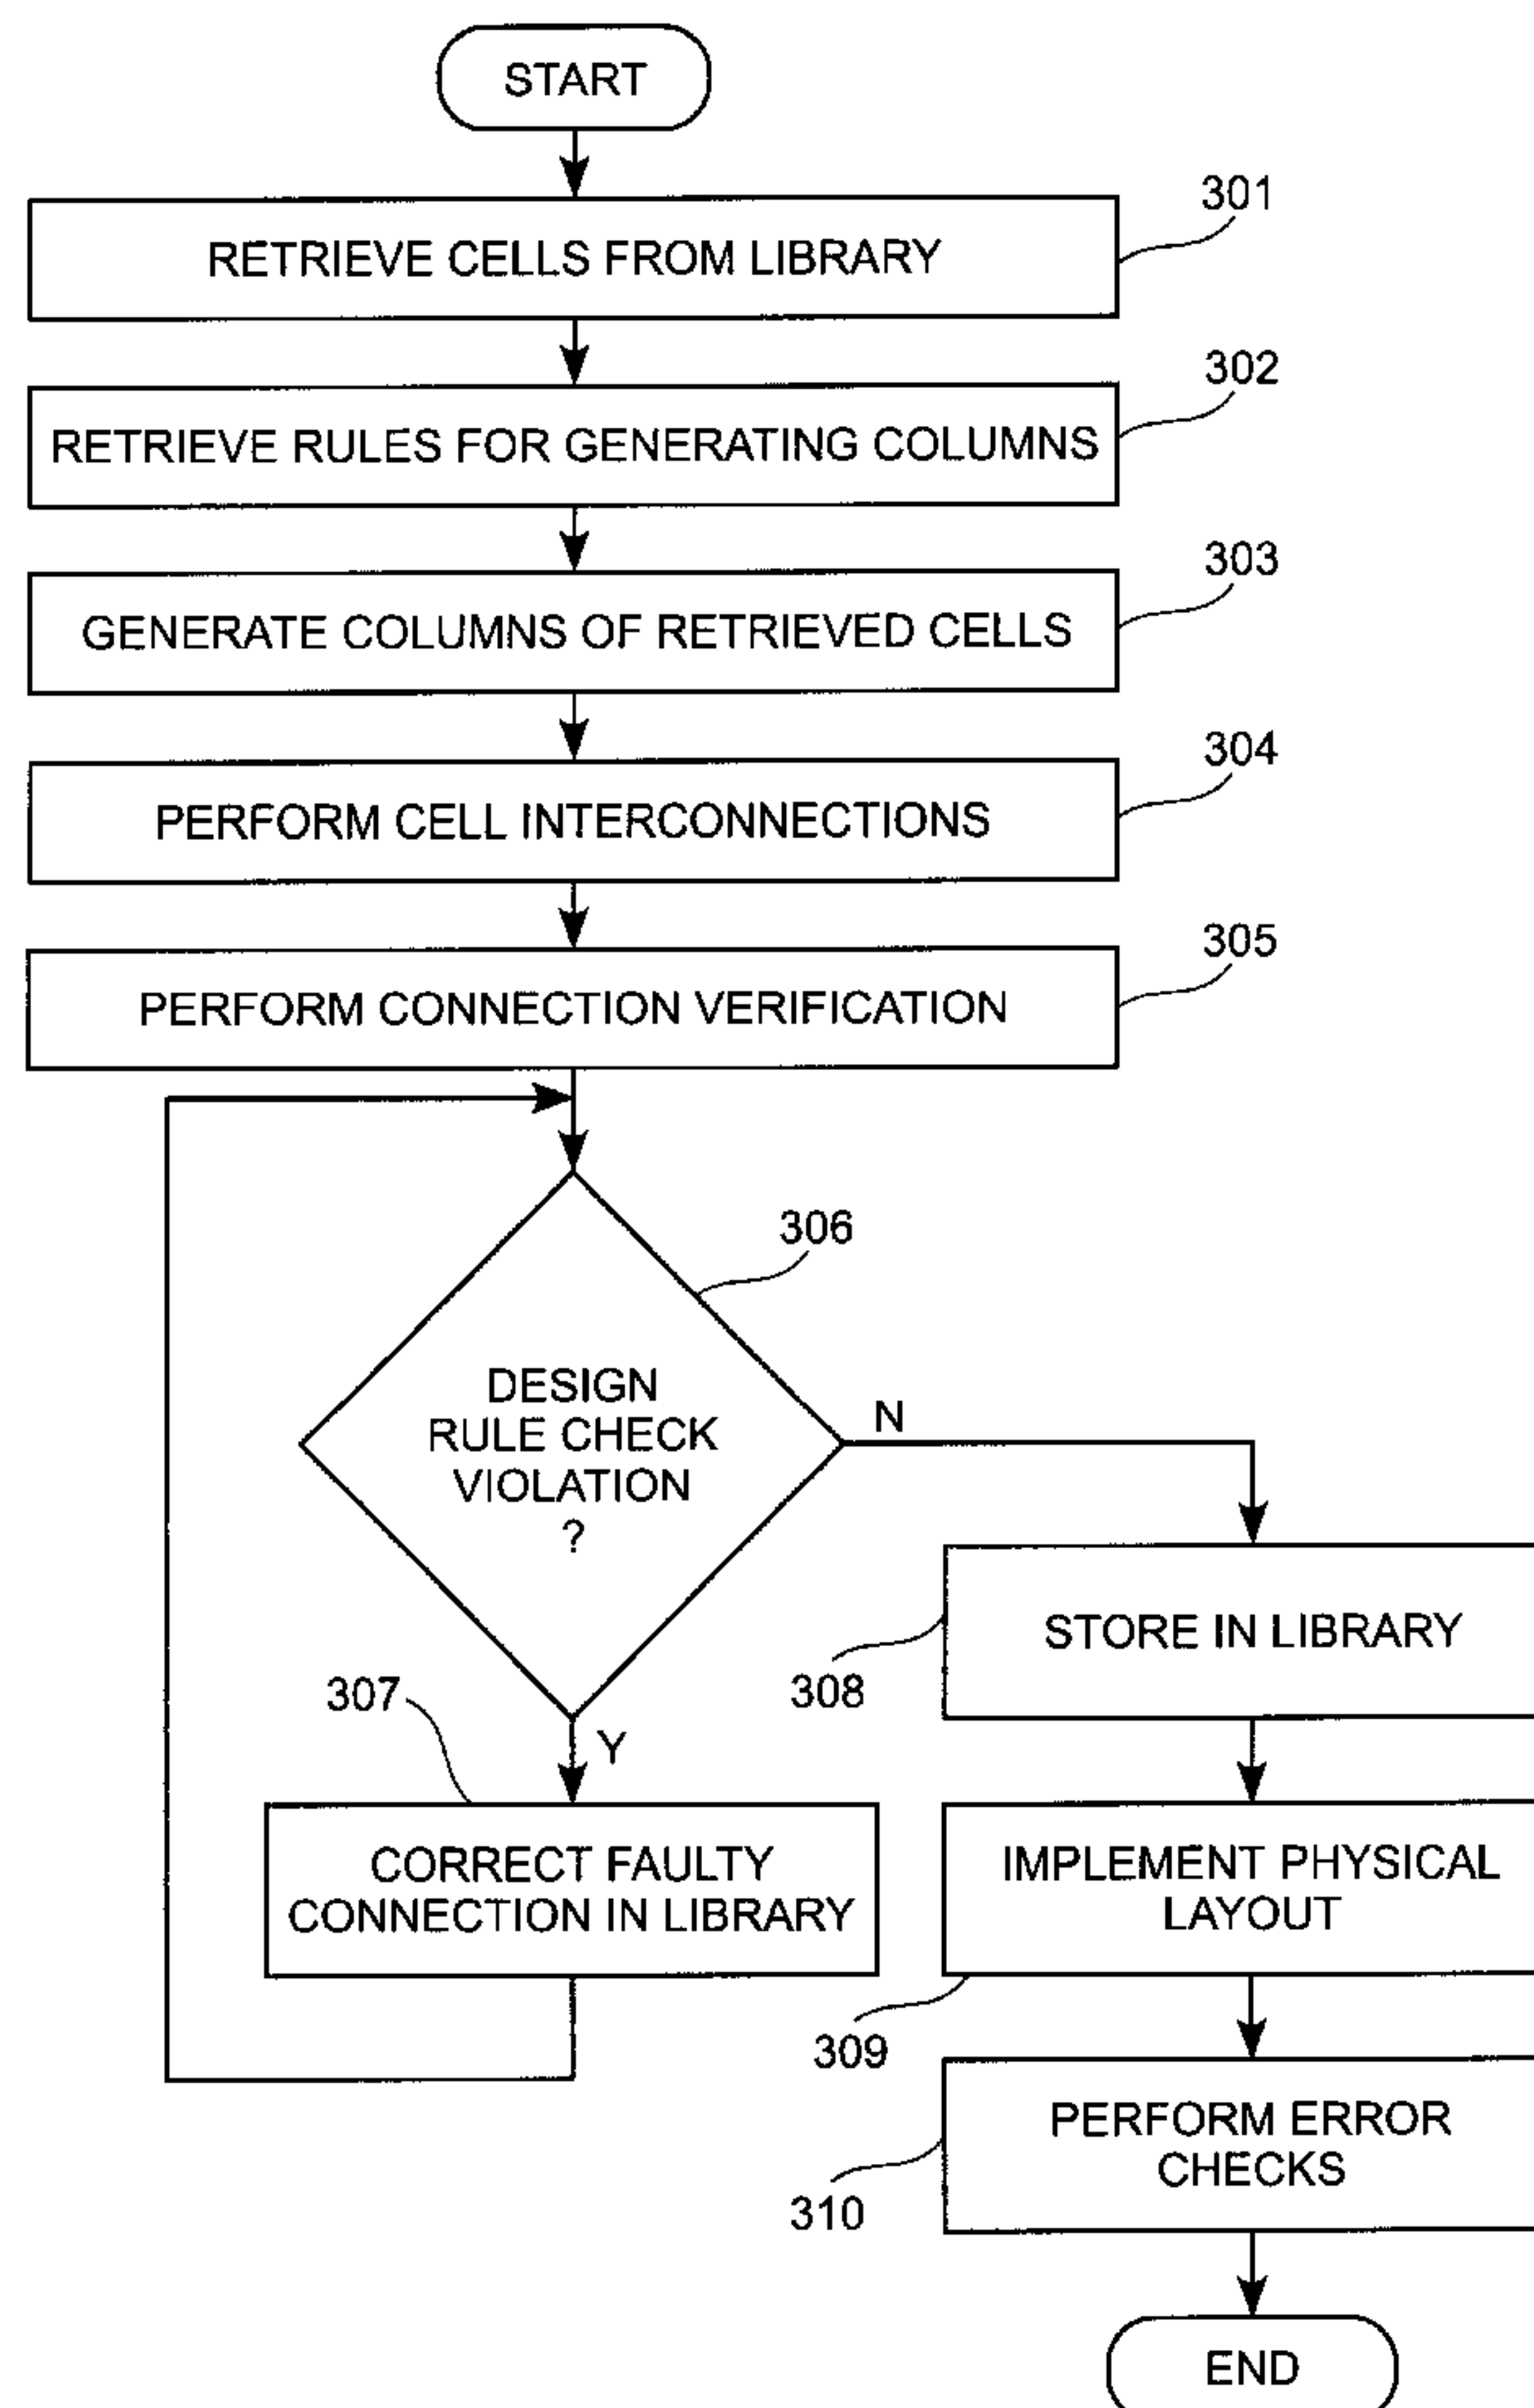 START
301
RETRIEVE CELLS FROM LIBRARY
302
RETRIEVE RULES FOR GENERATING COLUMNS
303
GENERATE COLUMNS OF RETRIEVED CELLS
304
PERFORM CELL INTERCONNECTIONS
305
PERFORM CONNECTION VERIFICATION
306
DESIGN
RULE CHECK
VIOLATION
?
N
Y
307
CORRECT FAULTY
CONNECTION IN LIBRARY
308
STORE IN LIBRARY
309
IMPLEMENT PHYSICAL
LAYOUT
310
PERFORM ERROR
CHECKS
END